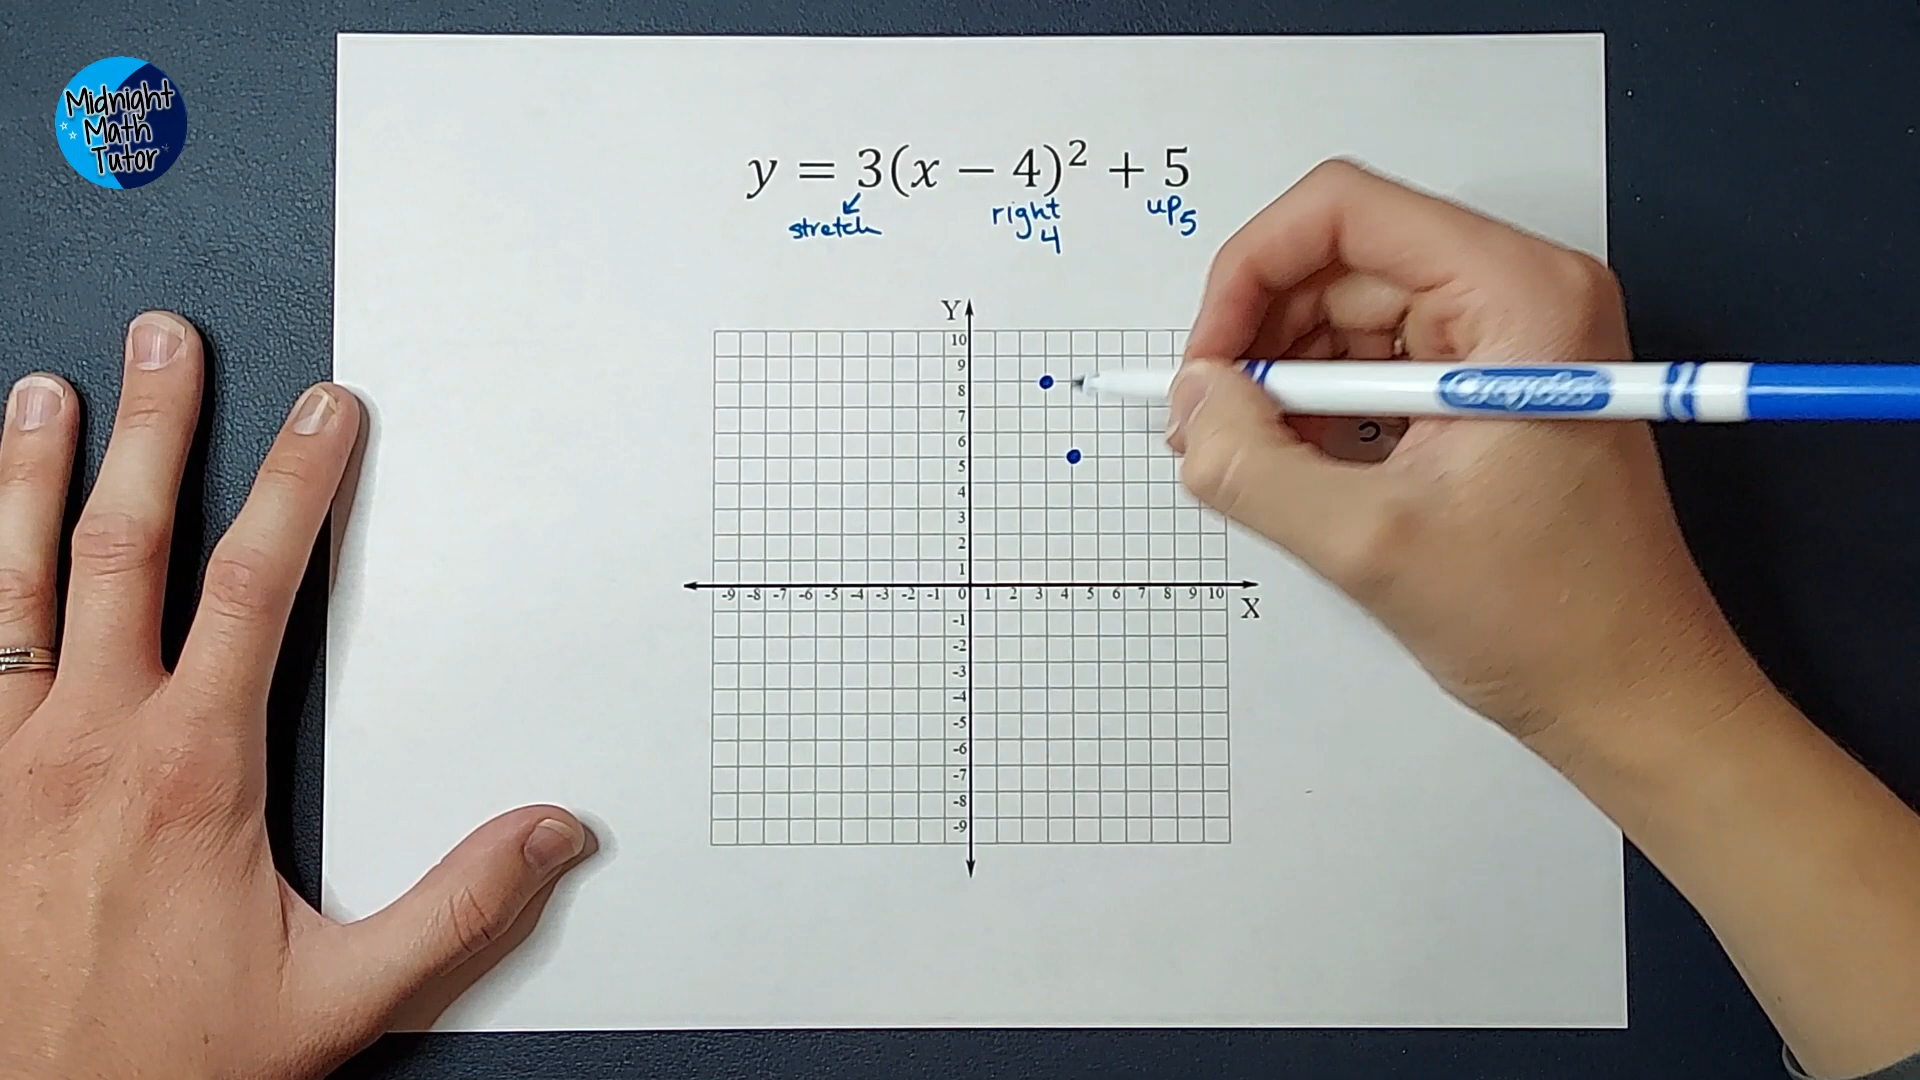 Midnight
Math
Tutor
y = 3(x − 4)² + 5
stretch
right
4
up 5
Y
10
9
8
7
6
5
4
3
2
1
-9 -8 -7 -6 -5 -4 -3 -2 -1 0 1 2 3 4 5 6 7 8 9 10
X
-1
-2
-3
-4
-5
-6
-7
-8
-9